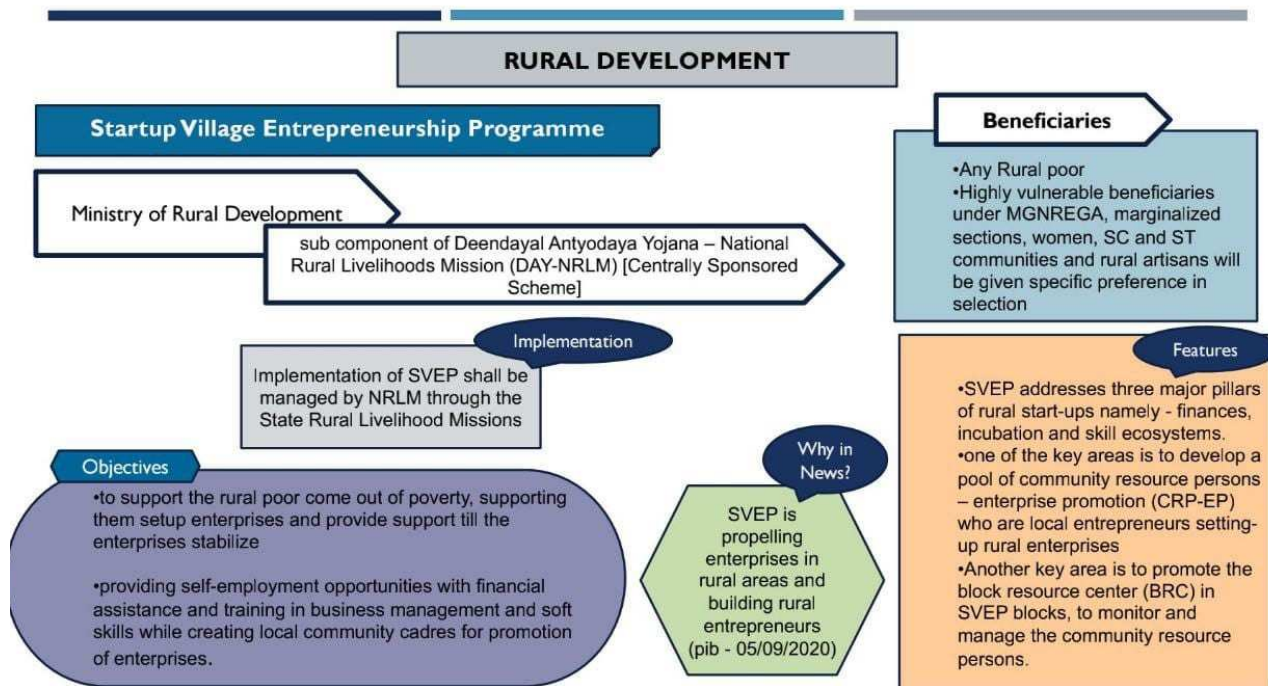 RURAL DEVELOPMENT
Startup Village Entrepreneurship Programme
Ministry of Rural Development
sub component of Deendayal Antyodaya Yojana – National
Rural Livelihoods Mission (DAY-NRLM) [Centrally Sponsored
Scheme]
Implementation
Implementation of SVEP shall be
managed by NRLM through the
State Rural Livelihood Missions
Objectives
•to support the rural poor come out of poverty, supporting
them setup enterprises and provide support till the
enterprises stabilize
•providing self-employment opportunities with financial
assistance and training in business management and soft
skills while creating local community cadres for promotion
of enterprises.
Why in
News?
SVEP is
propelling
enterprises in
rural areas and
building rural
entrepreneurs
(pib - 05/09/2020)
Beneficiaries
•Any Rural poor
•Highly vulnerable beneficiaries
under MGNREGA, marginalized
sections, women, SC and ST
communities and rural artisans will
be given specific preference in
selection
Features
•SVEP addresses three major pillars
of rural start-ups namely - finances,
incubation and skill ecosystems.
•one of the key areas is to develop a
pool of community resource persons
– enterprise promotion (CRP-EP)
who are local entrepreneurs setting-
up rural enterprises
•Another key area is to promote the
block resource center (BRC) in
SVEP blocks, to monitor and
manage the community resource
persons.